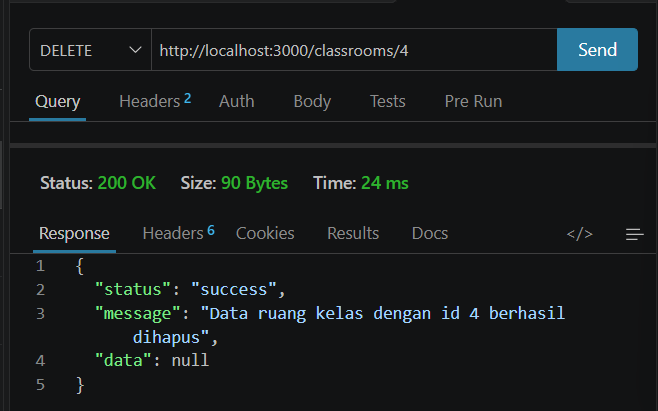 DELETE http://localhost:3000/classrooms/4 Send
Query Headers 2 Auth Body Tests Pre Run
Status: 200 OK Size: 90 Bytes Time: 24 ms
Response Headers 6 Cookies Results Docs </>
1 {
2 "status": "success",
3 "message": "Data ruang kelas dengan id 4 berhasil
dihapus",
4 "data": null
5 }